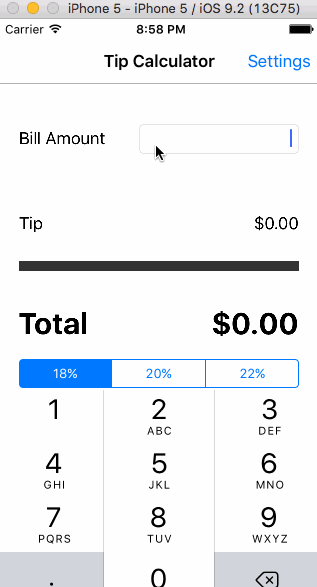 iPhone 5 - iPhone 5 / iOS 9.2 (13C75)
Carrier 8:58 PM
Tip Calculator Settings
Bill Amount
Tip $0.00
Total $0.00
18% 20% 22%
1 2 3
ABC DEF
4 5 6
GHI JKL MNO
7 8 9
PQRS TUV WXYZ
. 0